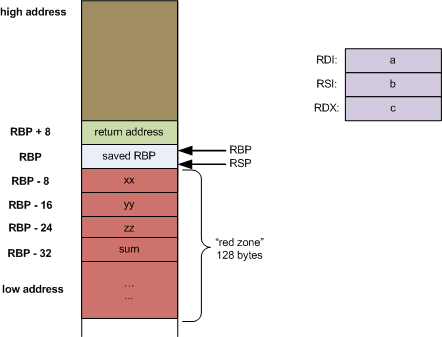 high address
RDI: a
RSI: b
RDX: c
RBP + 8 return address
RBP saved RBP RBP
RSP
RBP - 8 xx
RBP - 16 yy
RBP - 24 zz
RBP - 32 sum
"red zone"
128 bytes
low address ...
...